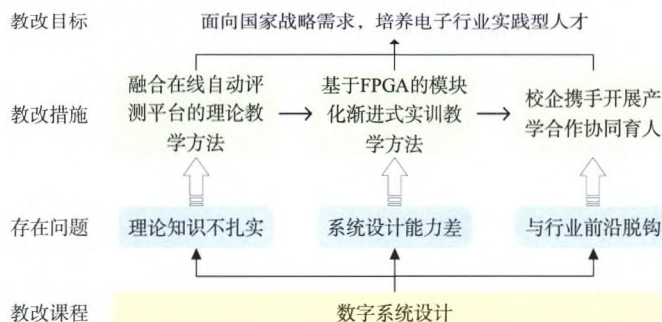 教改目标 面向国家战略需求，培养电子行业实践型人才
教改措施
融合在线自动评
测平台的理论教
学方法
基于FPGA的模块
化渐进式实训教
学方法
校企携手开展产
学合作协同育人
存在问题 理论知识不扎实 系统设计能力差 与行业前沿脱钩
教改课程 数字系统设计